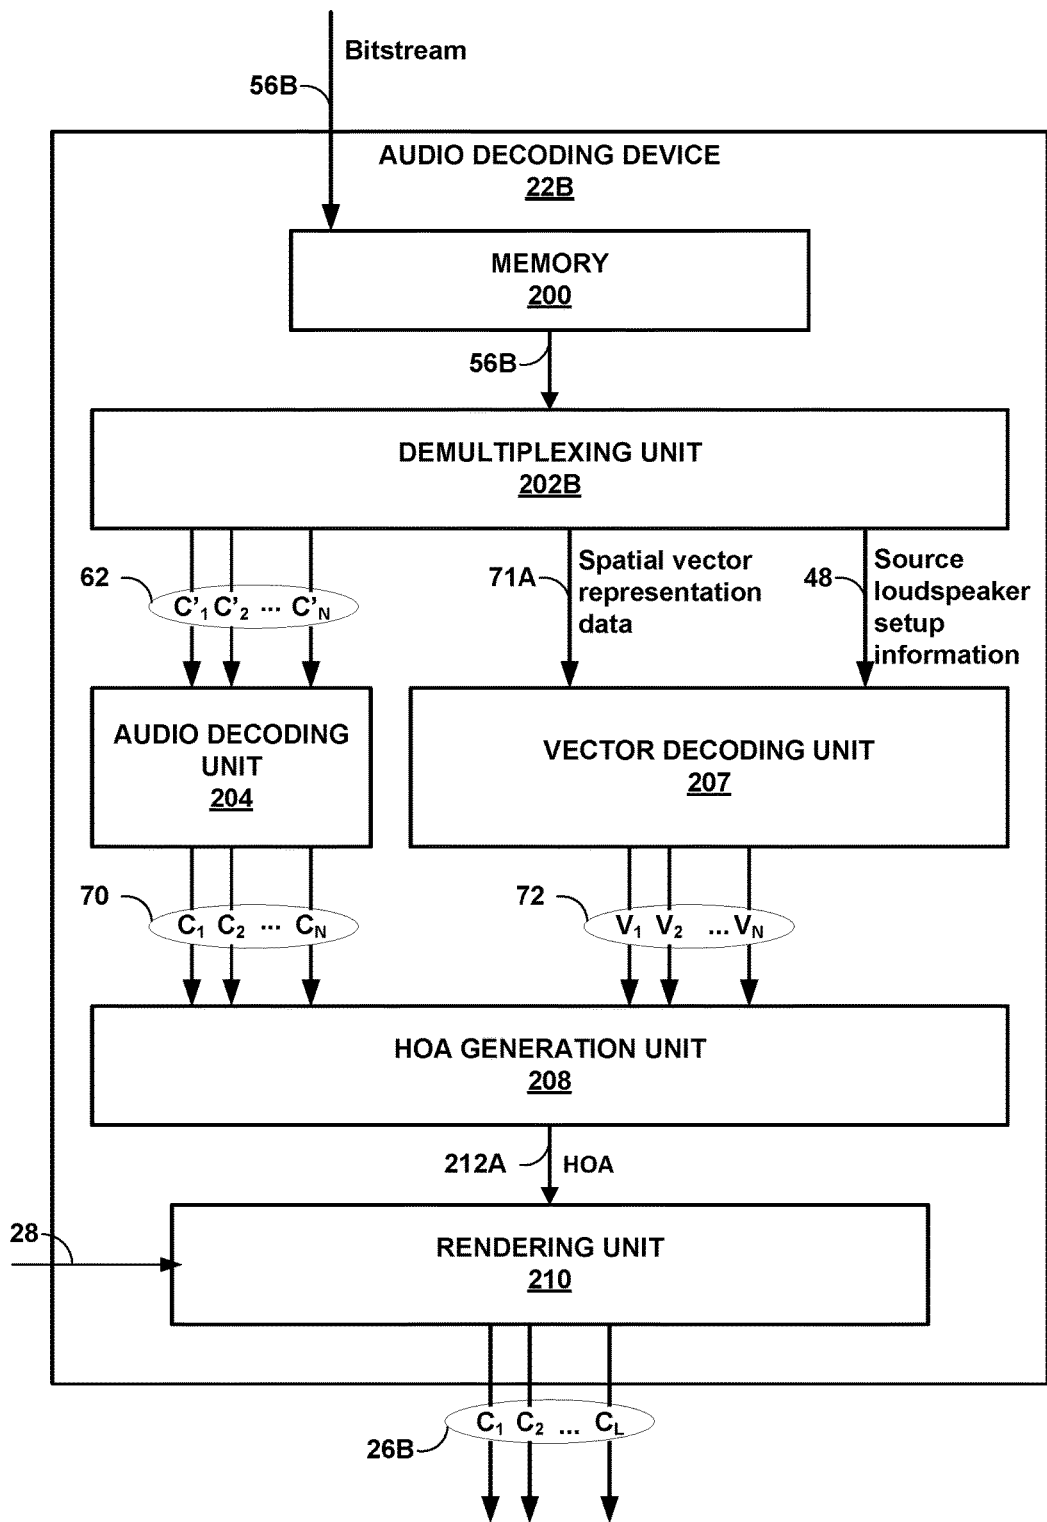 Bitstream
56B
AUDIO DECODING DEVICE
22B
MEMORY
200
56B
DEMULTIPLEXING UNIT
202B
62
C'1 C'2 ... C'N
71A
Spatial vector
representation
data
48
Source
loudspeaker
setup
information
AUDIO DECODING
UNIT
204
VECTOR DECODING UNIT
207
70
C1 C2 ... CN
72
V1 V2 ... VN
HOA GENERATION UNIT
208
212A
HOA
28
RENDERING UNIT
210
26B
C1 C2 ... CL